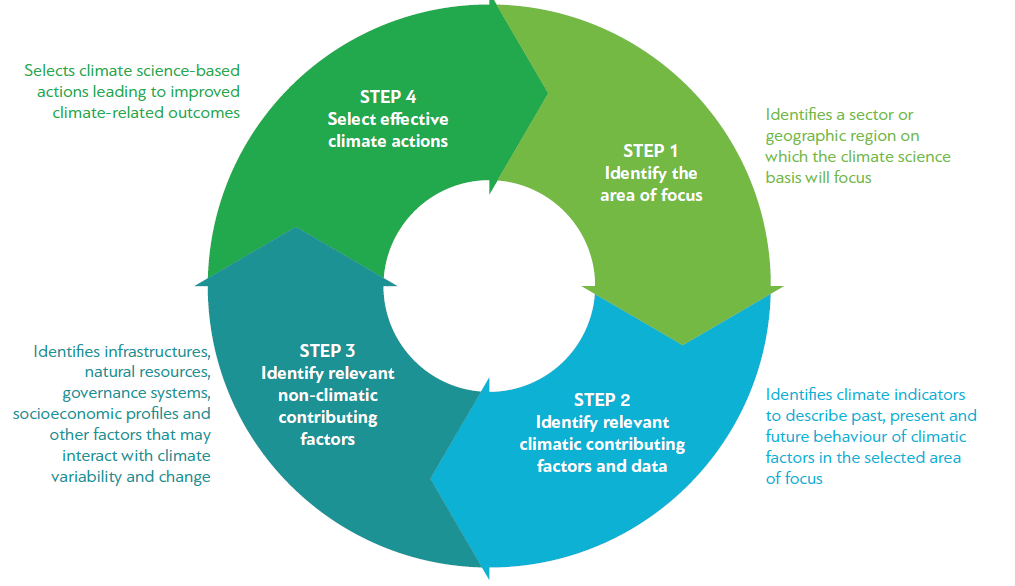 Selects climate science-based
actions leading to improved
climate-related outcomes
STEP 4
Select effective
climate actions
STEP 1
Identify the
area of focus
Identifies a sector or
geographic region on
which the climate science
basis will focus
Identifies infrastructures,
natural resources,
governance systems,
socioeconomic profiles and
other factors that may
interact with climate
variability and change
STEP 3
Identify relevant
non-climatic
contributing
factors
STEP 2
Identify relevant
climatic contributing
factors and data
Identifies climate indicators
to describe past, present and
future behaviour of climatic
factors in the selected area
of focus